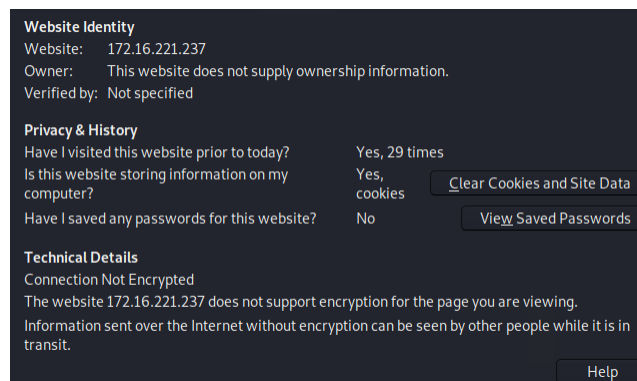 Website Identity
Website: 172.16.221.237
Owner: This website does not supply ownership information.
Verified by: Not specified
Privacy & History
Have I visited this website prior to today? Yes, 29 times
Is this website storing information on my computer? Yes, cookies Clear Cookies and Site Data
Have I saved any passwords for this website? No View Saved Passwords
Technical Details
Connection Not Encrypted
The website 172.16.221.237 does not support encryption for the page you are viewing.
Information sent over the Internet without encryption can be seen by other people while it is in
transit.
Help